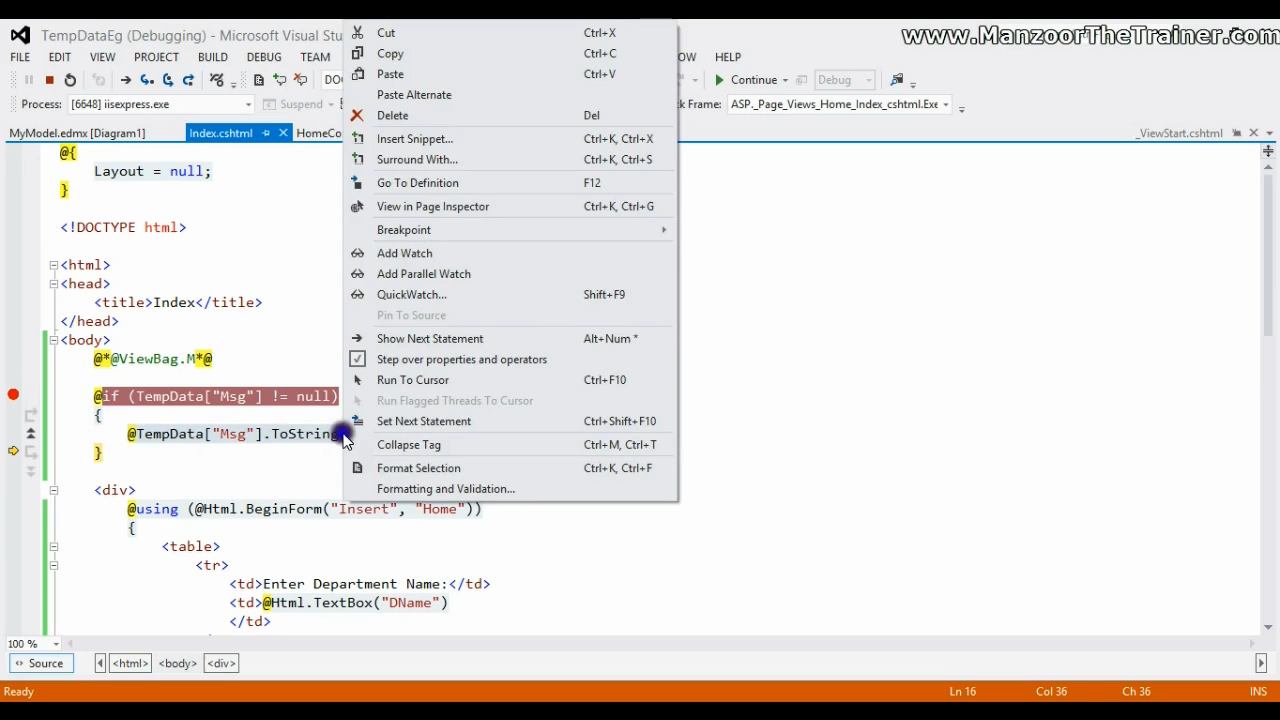 www.ManzoorTheTrainer.com
TempDataEg (Debugging) - Microsoft Visual Stu
FILE EDIT VIEW PROJECT BUILD DEBUG TEAM OW HELP
DOM Continue Debug
Process: [6648] iisexpress.exe Suspend k Frame: ASP._Page_Views_Home_Index_cshtml.Exe
MyModel.edmx [Diagram1] Index.cshtml HomeCo _ViewStart.cshtml
@{
Layout = null;
}
<!DOCTYPE html>
<html>
<head>
<title>Index</title>
</head>
<body>
@*@ViewBag.M*@
@if (TempData["Msg"] != null)
{
@TempData["Msg"].ToString
}
<div>
@using (@Html.BeginForm("Insert", "Home"))
{
<table>
<tr>
<td>Enter Department Name:</td>
<td>@Html.TextBox("DName")
</td>
Cut Ctrl+X
Copy Ctrl+C
Paste Ctrl+V
Paste Alternate
Delete Del
Insert Snippet... Ctrl+K, Ctrl+X
Surround With... Ctrl+K, Ctrl+S
Go To Definition F12
View in Page Inspector Ctrl+K, Ctrl+G
Breakpoint
Add Watch
Add Parallel Watch
QuickWatch... Shift+F9
Pin To Source
Show Next Statement Alt+Num *
Step over properties and operators
Run To Cursor Ctrl+F10
Run Flagged Threads To Cursor
Set Next Statement Ctrl+Shift+F10
Collapse Tag Ctrl+M, Ctrl+T
Format Selection Ctrl+K, Ctrl+F
Formatting and Validation...
100 %
Source <html> <body> <div>
Ready Ln 16 Col 36 Ch 36 INS